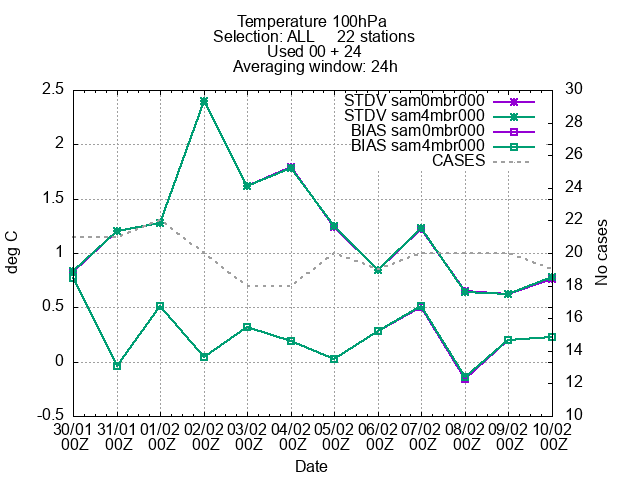 Temperature 100hPa
Selection: ALL     22 stations
Used 00 + 24
Averaging window: 24h
STDV sam0mbr000
STDV sam4mbr000
BIAS sam0mbr000
BIAS sam4mbr000
CASES
2.5
2
1.5
1
0.5
0
-0.5
deg C
30
28
26
24
22
20
18
16
14
12
10
No cases
30/01 31/01 01/02 02/02 03/02 04/02 05/02 06/02 07/02 08/02 09/02 10/02
00Z 00Z 00Z 00Z 00Z 00Z 00Z 00Z 00Z 00Z 00Z 00Z
Date